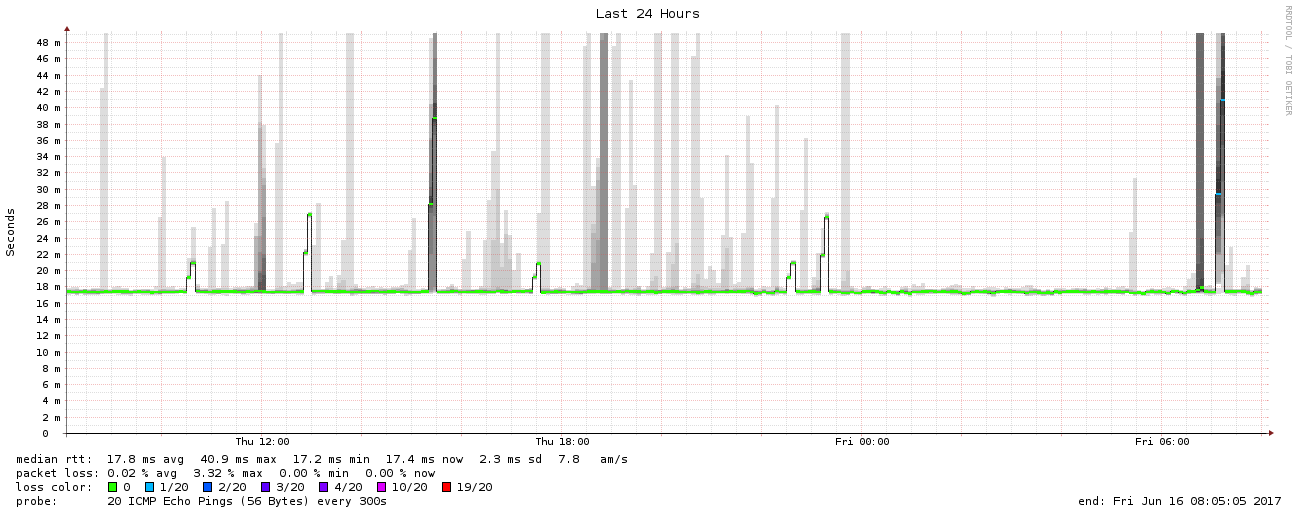 Last 24 Hours
RRDTOOL / TOBI OETIKER
Seconds
48 m
46 m
44 m
42 m
40 m
38 m
36 m
34 m
32 m
30 m
28 m
26 m
24 m
22 m
20 m
18 m
16 m
14 m
12 m
10 m
8 m
6 m
4 m
2 m
0
Thu 12:00 Thu 18:00 Fri 00:00 Fri 06:00
median rtt: 17.8 ms avg 40.9 ms max 17.2 ms min 17.4 ms now 2.3 ms sd 7.8 am/s
packet loss: 0.02 % avg 3.32 % max 0.00 % min 0.00 % now
loss color: 0 1/20 2/20 3/20 4/20 10/20 19/20
probe: 20 ICMP Echo Pings (56 Bytes) every 300s end: Fri Jun 16 08:05:05 2017